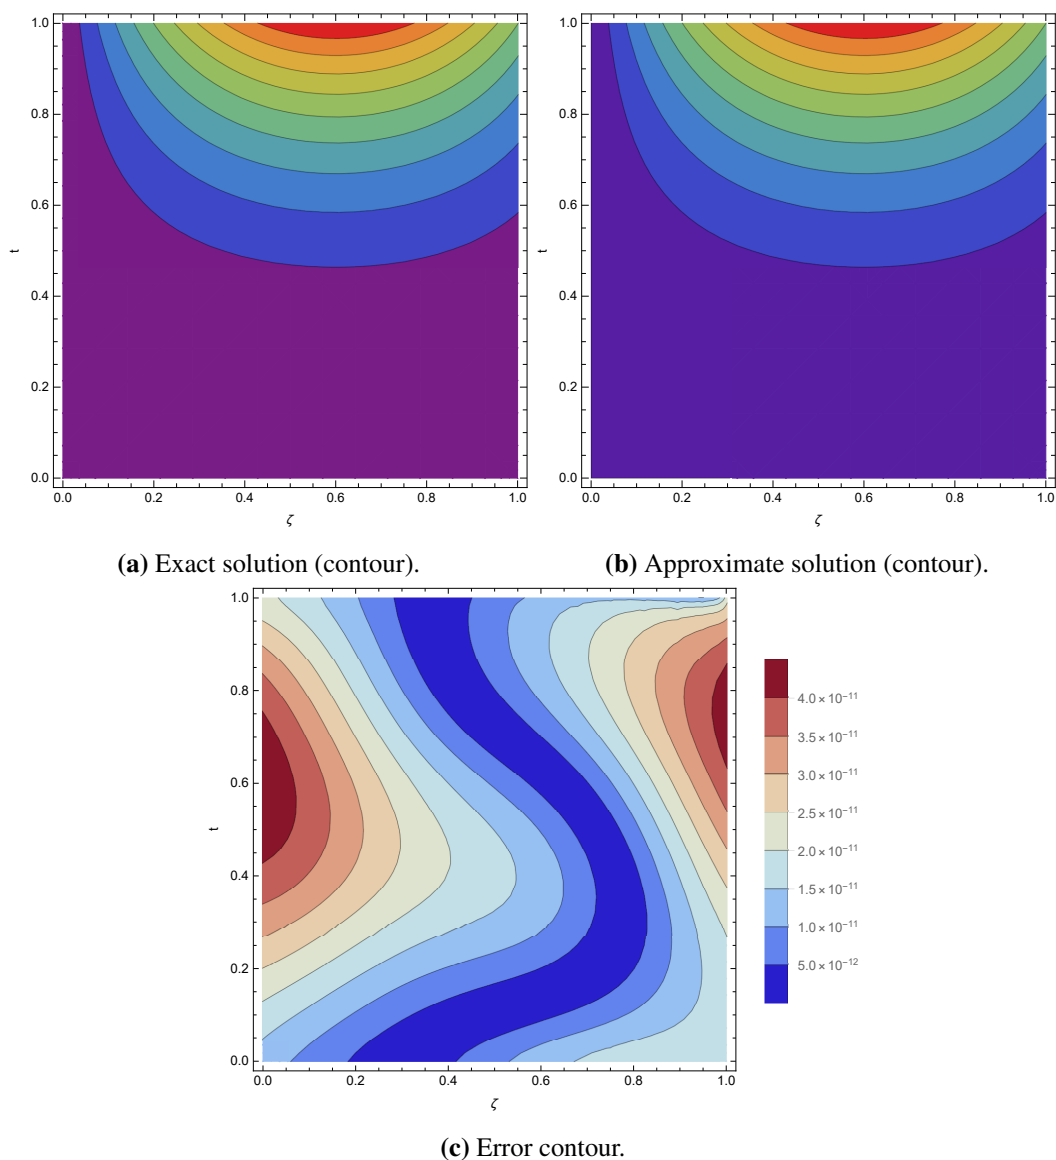 1.0
0.8
0.6
0.4
0.2
0.0
t
0.0 0.2 0.4 0.6 0.8 1.0
ζ
1.0
0.8
0.6
0.4
0.2
0.0
t
0.0 0.2 0.4 0.6 0.8 1.0
ζ
(a) Exact solution (contour).
(b) Approximate solution (contour).
1.0
0.8
0.6
0.4
0.2
0.0
t
0.0 0.2 0.4 0.6 0.8 1.0
ζ
4.0 × 10⁻¹¹
3.5 × 10⁻¹¹
3.0 × 10⁻¹¹
2.5 × 10⁻¹¹
2.0 × 10⁻¹¹
1.5 × 10⁻¹¹
1.0 × 10⁻¹¹
5.0 × 10⁻¹²
(c) Error contour.